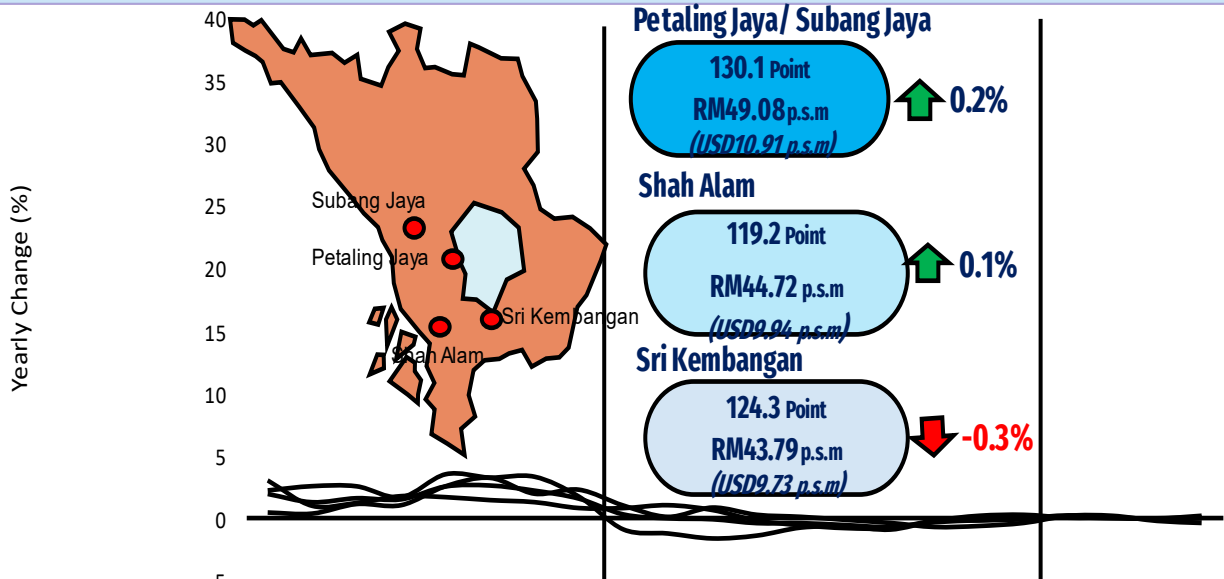 Yearly Change (%)
40
35
30
25
20
15
10
5
0
Subang Jaya
Petaling Jaya
Sri Kembangan
Shah Alam
Petaling Jaya/ Subang Jaya
130.1 Point
RM49.08 p.s.m
(USD10.91 p.s.m)
0.2%
Shah Alam
119.2 Point
RM44.72 p.s.m
(USD9.94 p.s.m)
0.1%
Sri Kembangan
124.3 Point
RM43.79 p.s.m
(USD9.73 p.s.m)
-0.3%